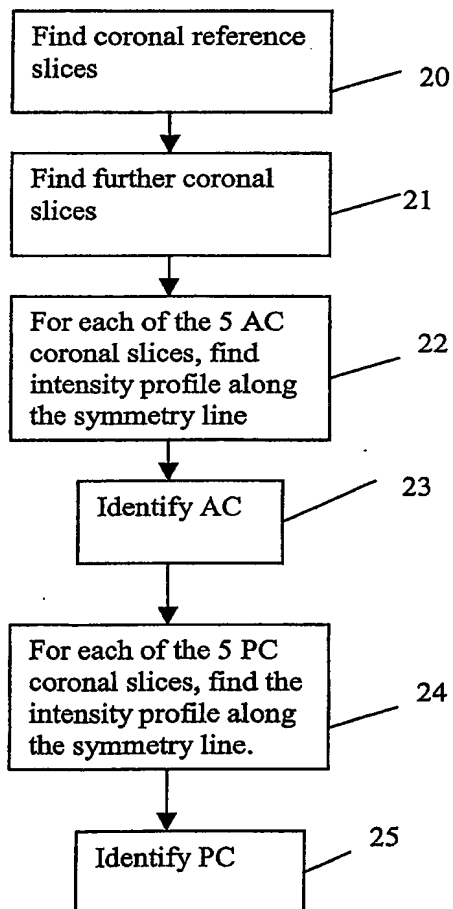 Find coronal reference
slices
20
Find further coronal
slices
21
For each of the 5 AC
coronal slices, find
intensity profile along
the symmetry line
22
Identify AC
23
For each of the 5 PC
coronal slices, find the
intensity profile along
the symmetry line.
24
Identify PC
25